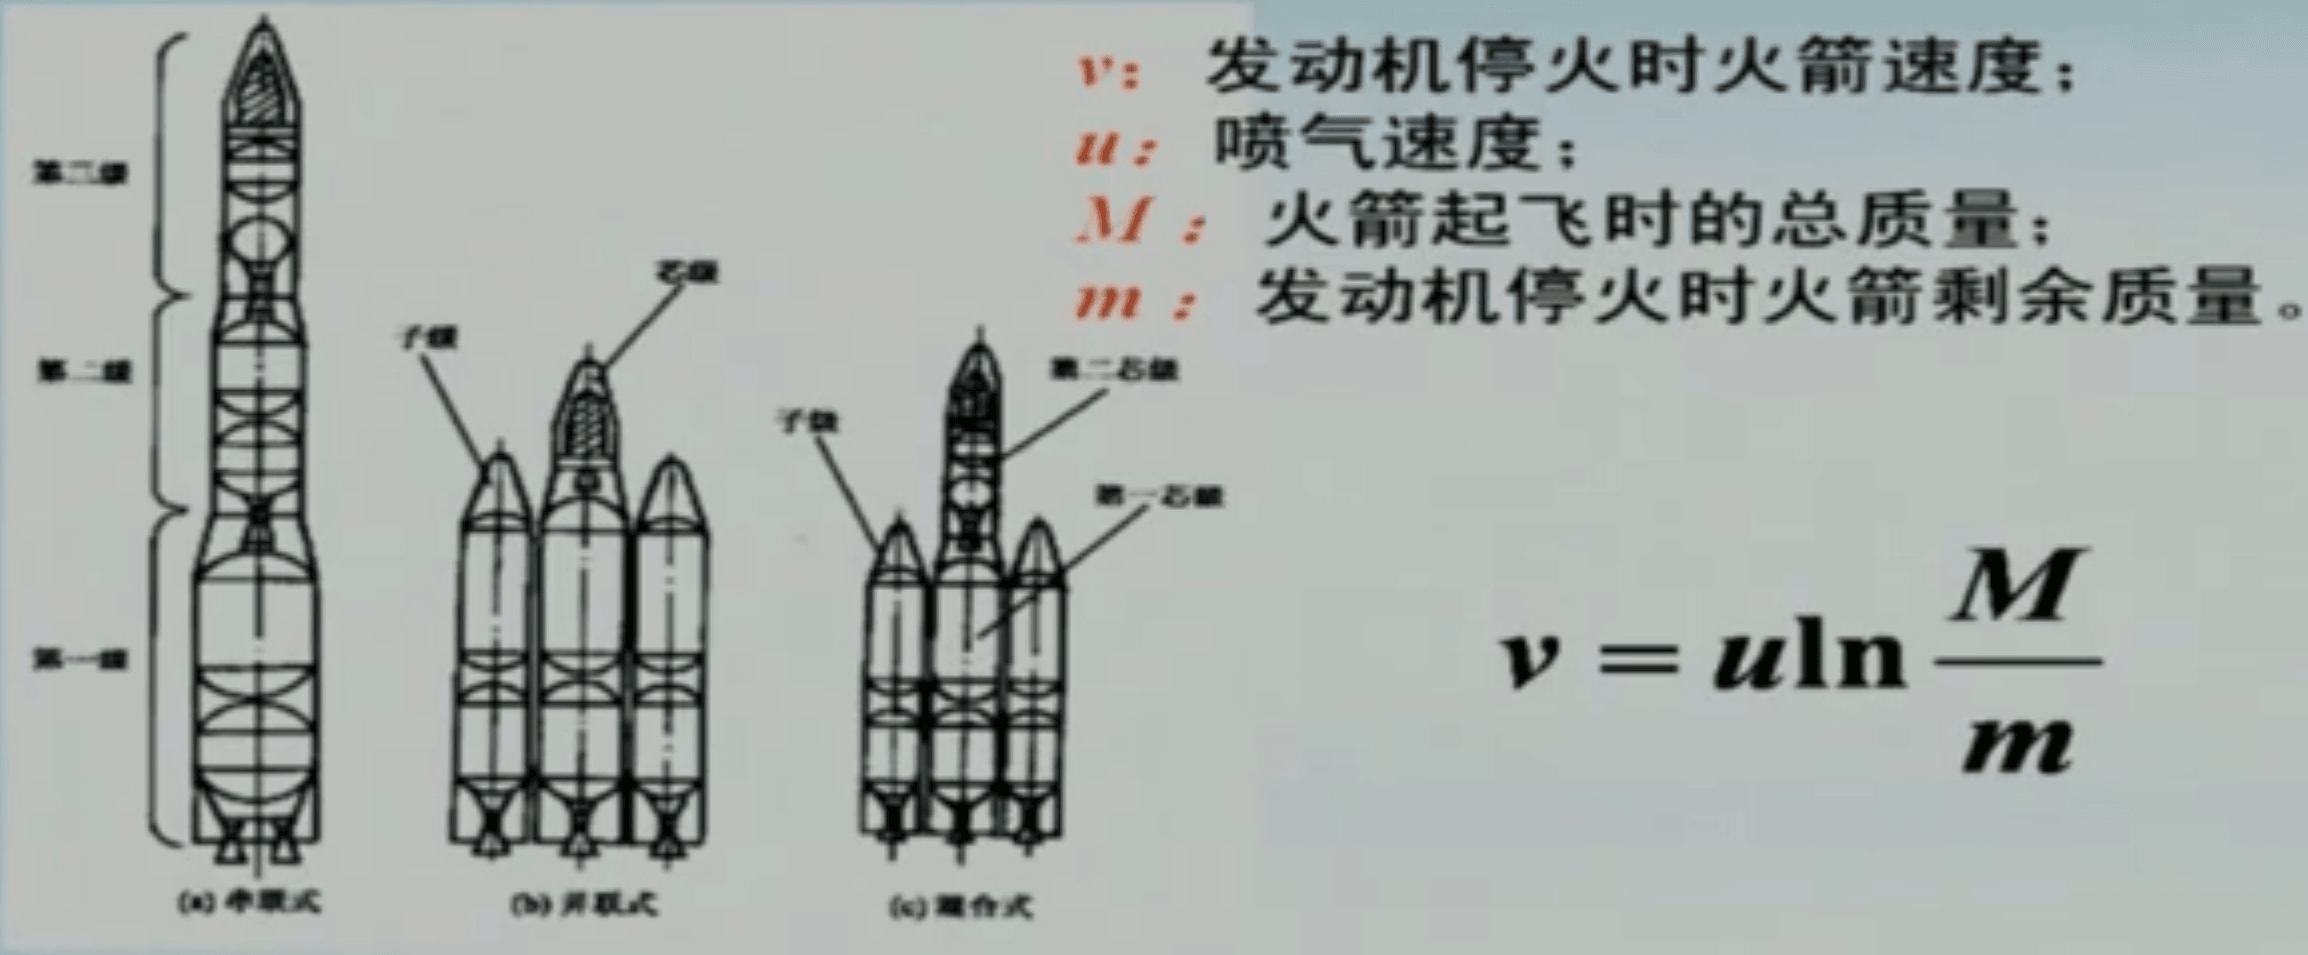 v: 发动机停火时火箭速度；
u: 喷气速度；
M: 火箭起飞时的总质量；
m: 发动机停火时火箭剩余质量。
v = u ln M/m
第三级
第二级
第一级
子级
芯级
子级
第二芯级
第一芯级
(a) 串联式
(b) 并联式
(c) 混合式